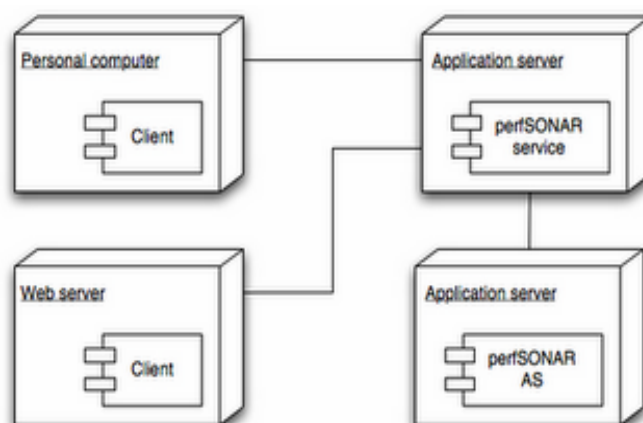 Personal computer
Client
Application server
perfSONAR
service
Web server
Client
Application server
perfSONAR
AS